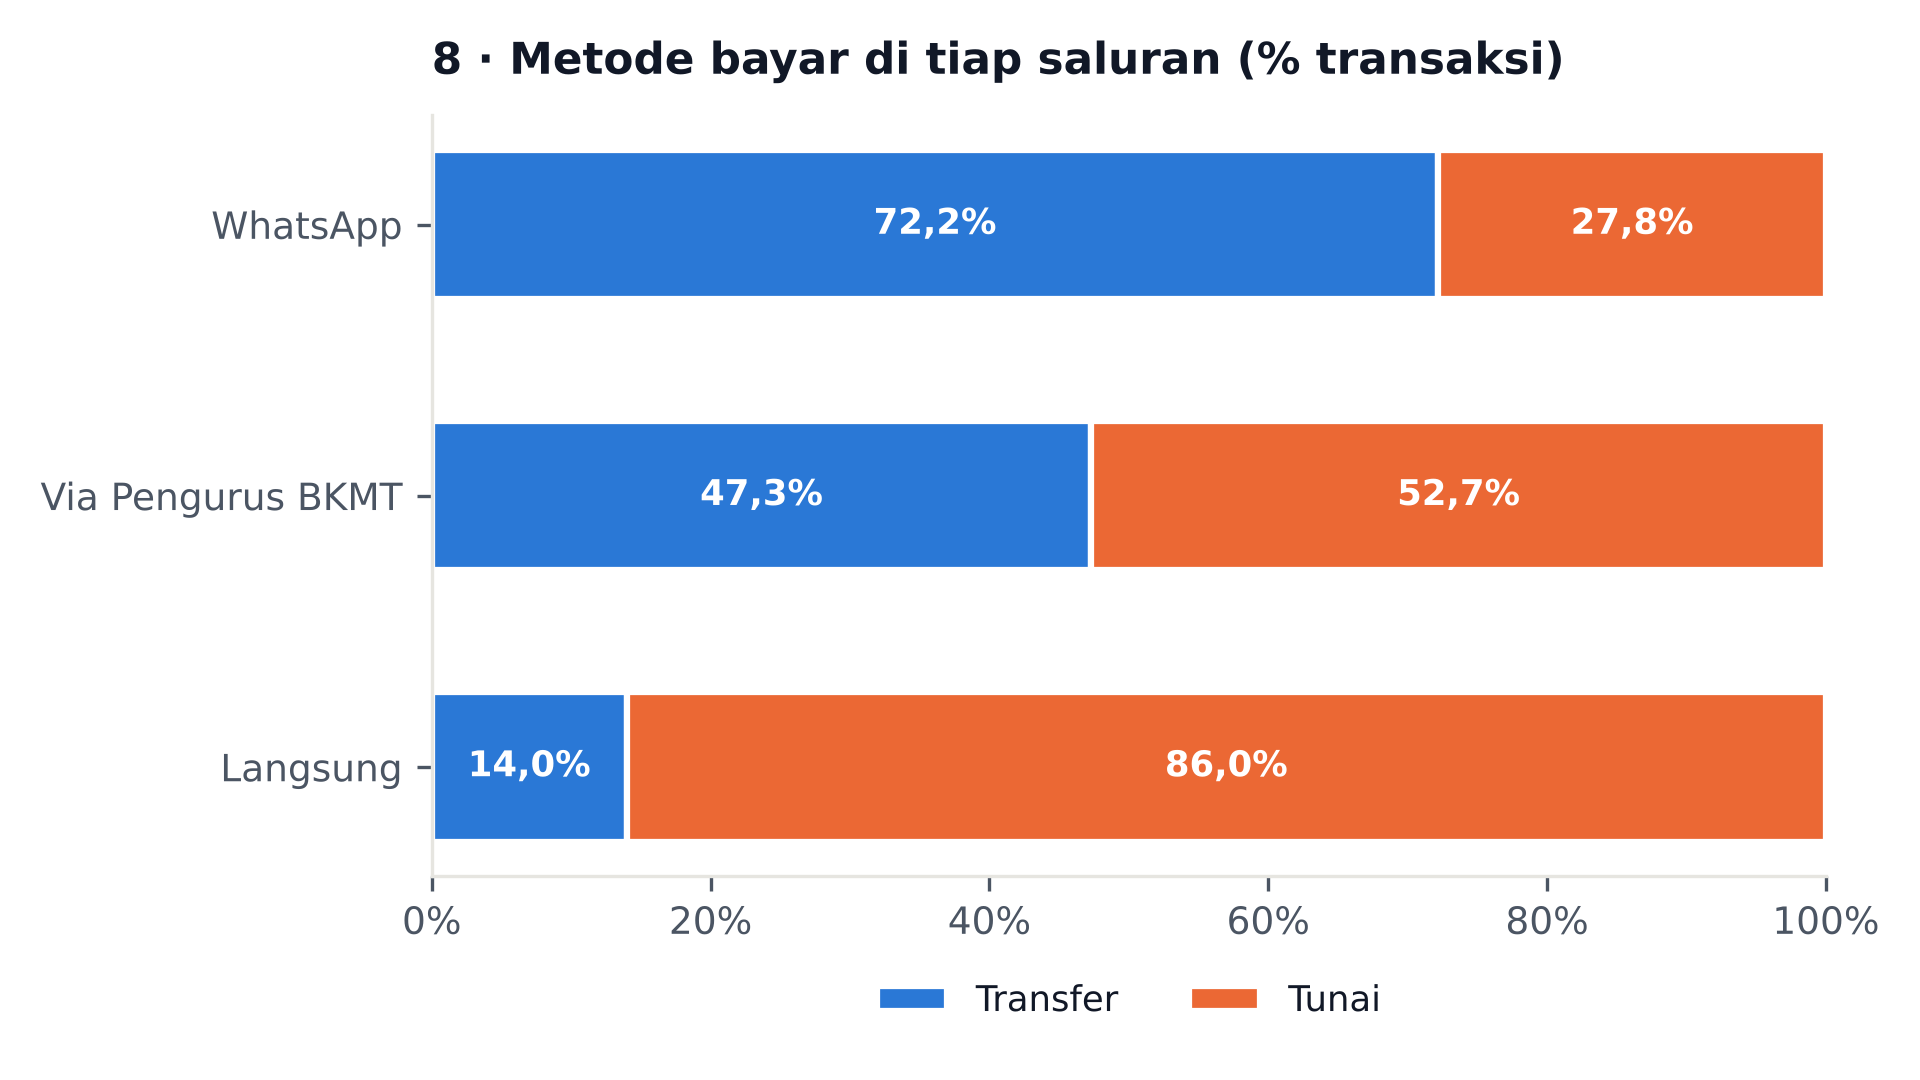 8 · Metode bayar di tiap saluran (% transaksi)
WhatsApp
72,2%
27,8%
Via Pengurus BKMT
47,3%
52,7%
Langsung
14,0%
86,0%
0%
20%
40%
60%
80%
100%
Transfer
Tunai